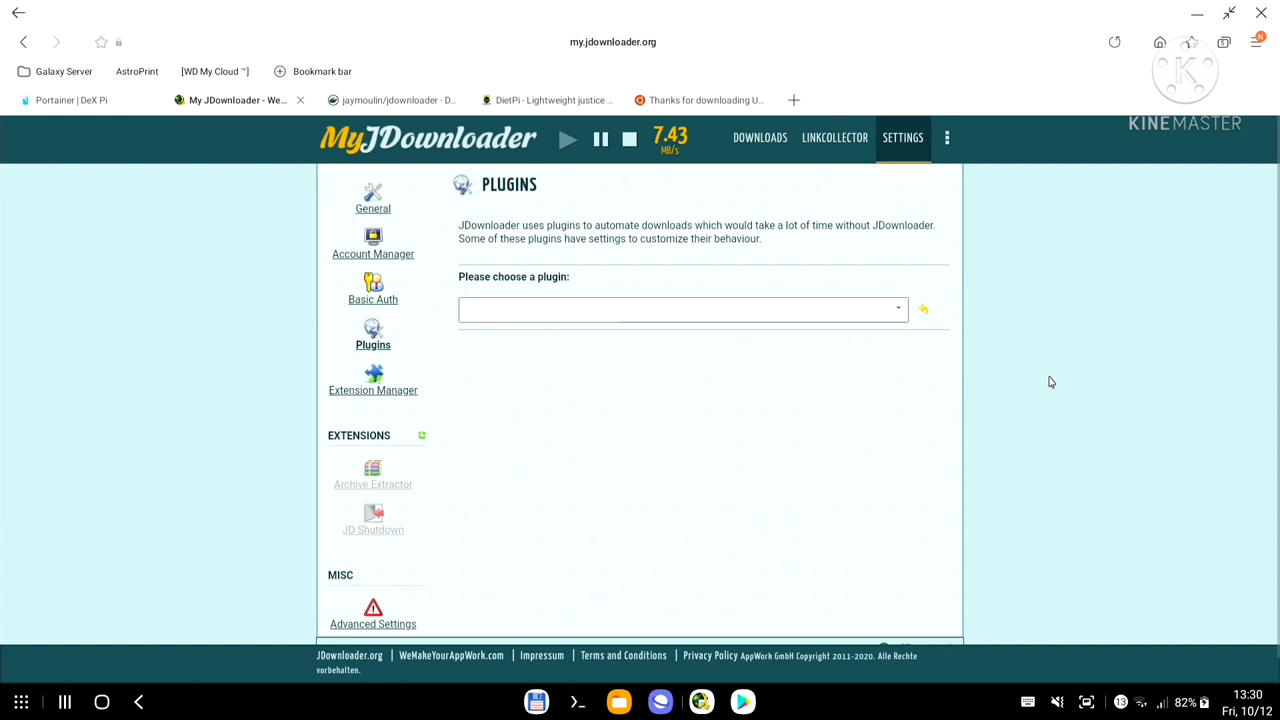 my.jdownloader.org
N
5
Galaxy Server
AstroPrint
[WD My Cloud ™]
Bookmark bar
Portainer | DeX Pi
My JDownloader - We...
jaymoulin/jdownloader - D...
DietPi - Lightweight justice ...
Thanks for downloading U...
K
KINEMASTER
MyJDownloader
7.43
MB/s
DOWNLOADS
LINKCOLLECTOR
SETTINGS
General
Account Manager
Basic Auth
Plugins
Extension Manager
EXTENSIONS
Archive Extractor
JD Shutdown
MISC
Advanced Settings
PLUGINS
JDownloader uses plugins to automate downloads which would take a lot of time without JDownloader.
Some of these plugins have settings to customize their behaviour.
Please choose a plugin:
JDownloader.org | WeMakeYourAppWork.com | Impressum | Terms and Conditions | Privacy Policy AppWork GmbH Copyright 2011-2020. Alle Rechte
vorbehalten.
13
82%
13:30
Fri, 10/12